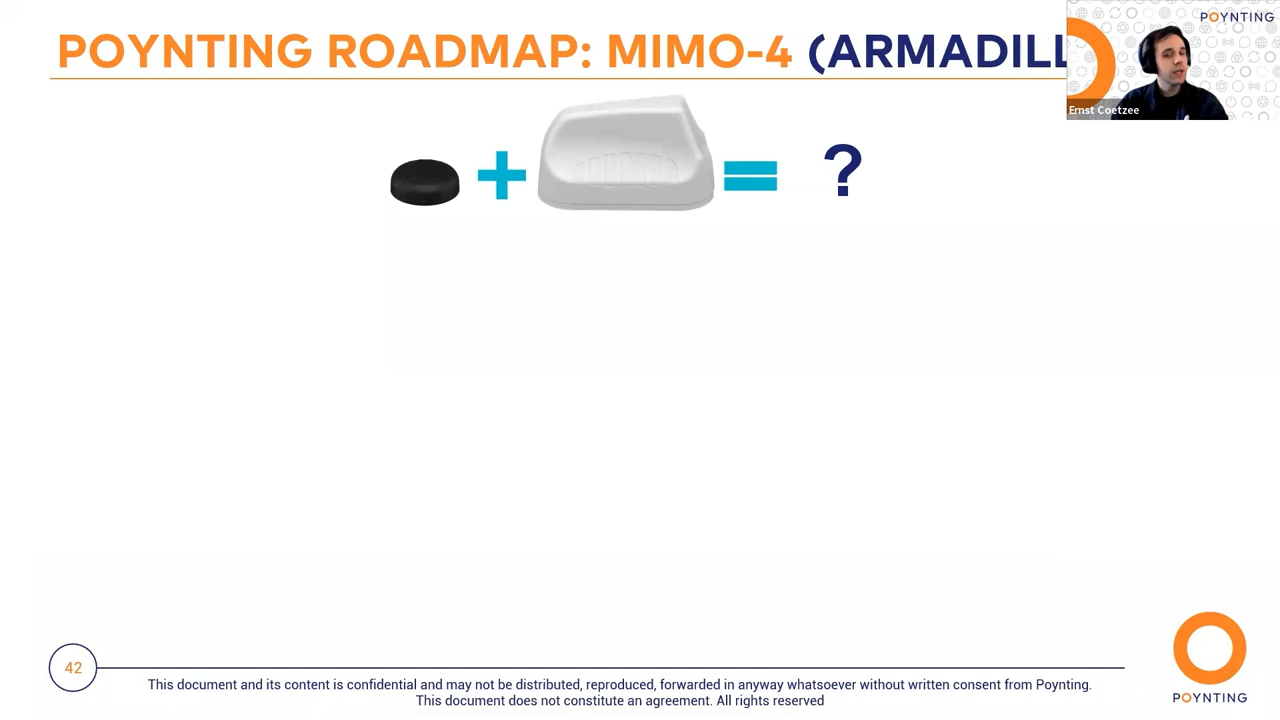 POYNTING ROADMAP: MIMO-4 (ARMADILL
POYNTING
Ernst Coetzee
+ = ?
42
This document and its content is confidential and may not be distributed, reproduced, forwarded in anyway whatsoever without written consent from Poynting.
This document does not constitute an agreement. All rights reserved
POYNTING